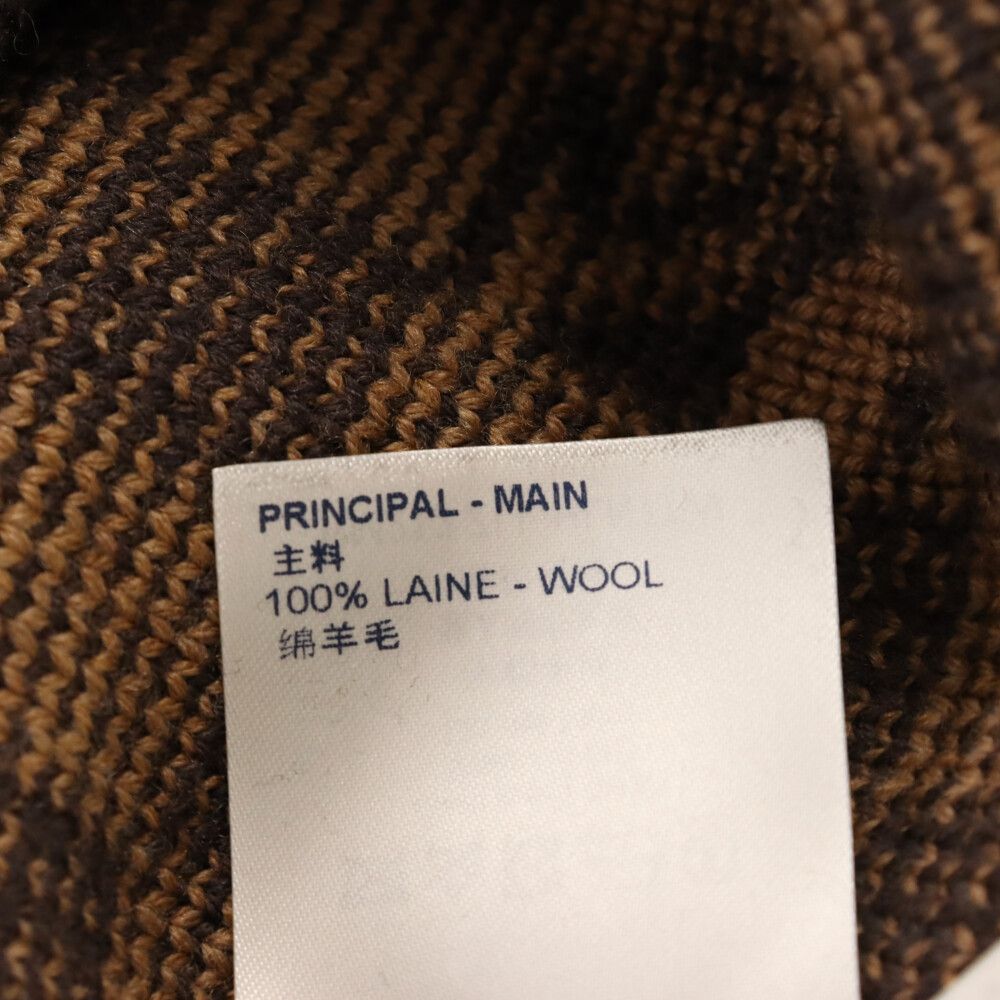 PRINCIPAL - MAIN
主料
100% LAINE - WOOL
绵羊毛